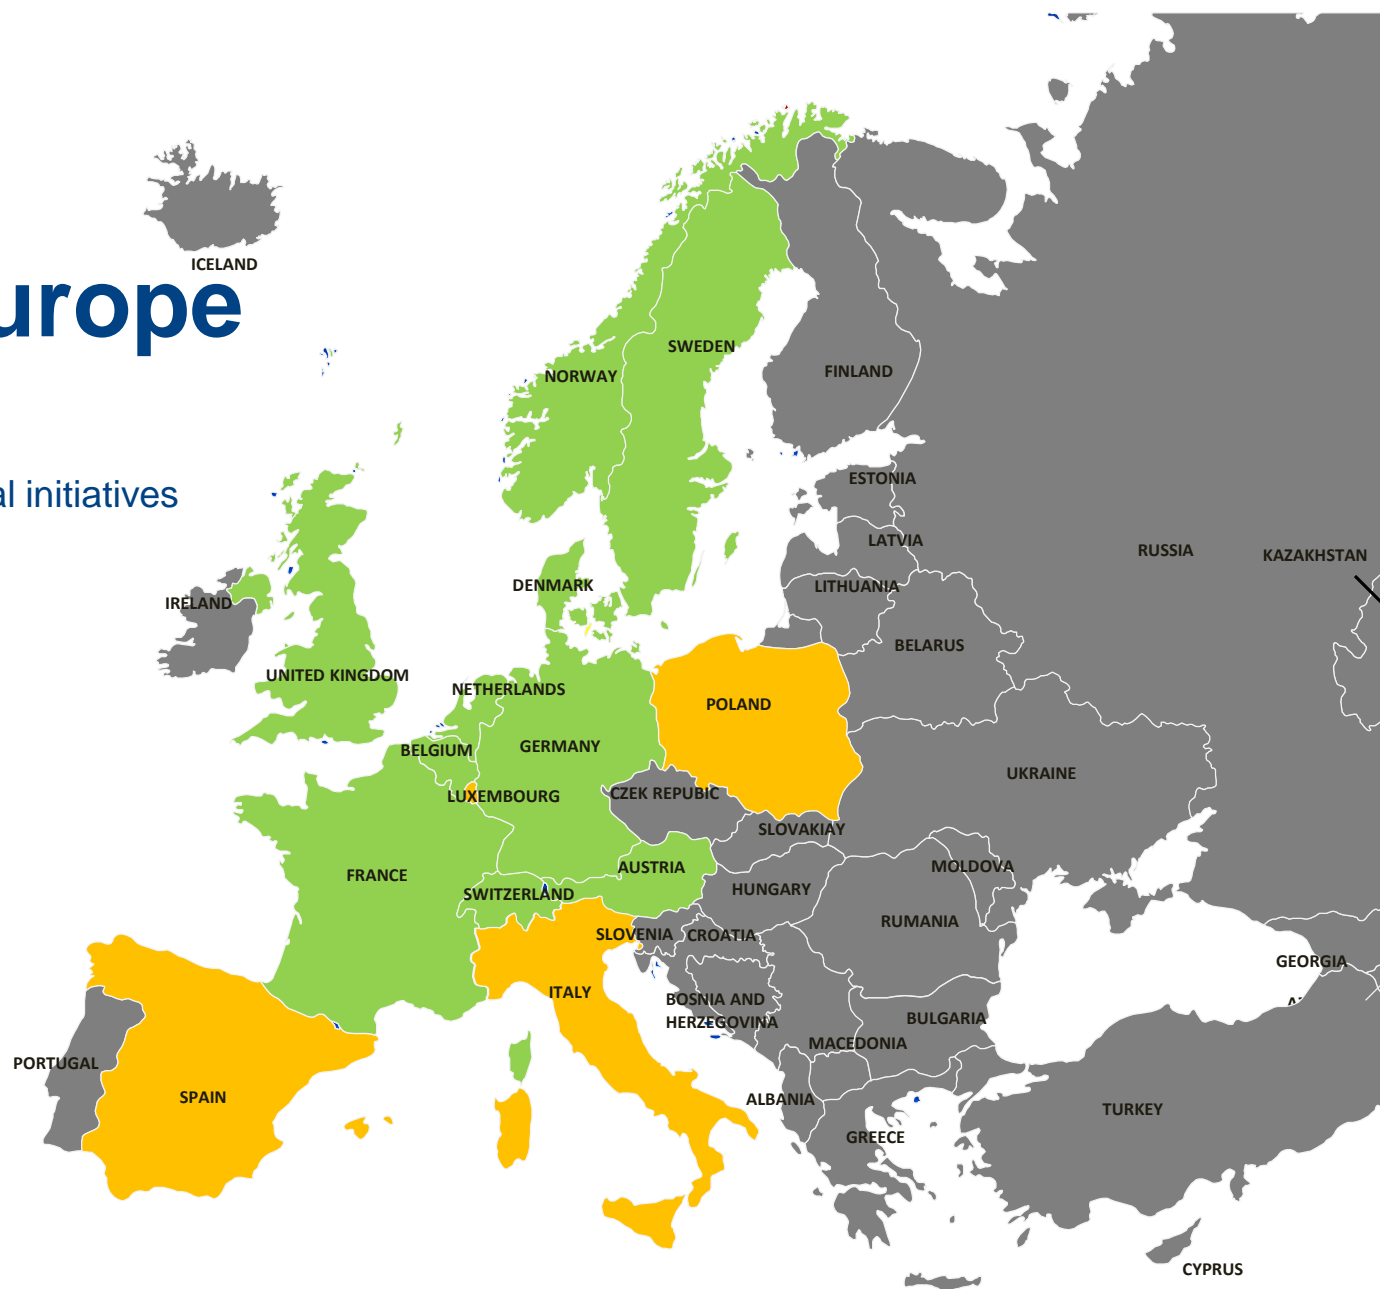 ICELAND
urope
SWEDEN
NORWAY
FINLAND
al initiatives
ESTONIA
LATVIA
RUSSIA
KAZAKHSTAN
DENMARK
LITHUANIA
IRELAND
BELARUS
UNITED KINGDOM
NETHERLANDS
POLAND
BELGIUM
GERMANY
UKRAINE
LUXEMBOURG
CZEK REPUBIC
SLOVAKIAY
FRANCE
AUSTRIA
MOLDOVA
SWITZERLAND
HUNGARY
RUMANIA
SLOVENIA
CROATIA
GEORGIA
ITALY
BOSNIA AND
HERZEGOVINA
BULGARIA
MACEDONIA
PORTUGAL
SPAIN
ALBANIA
TURKEY
GREECE
CYPRUS